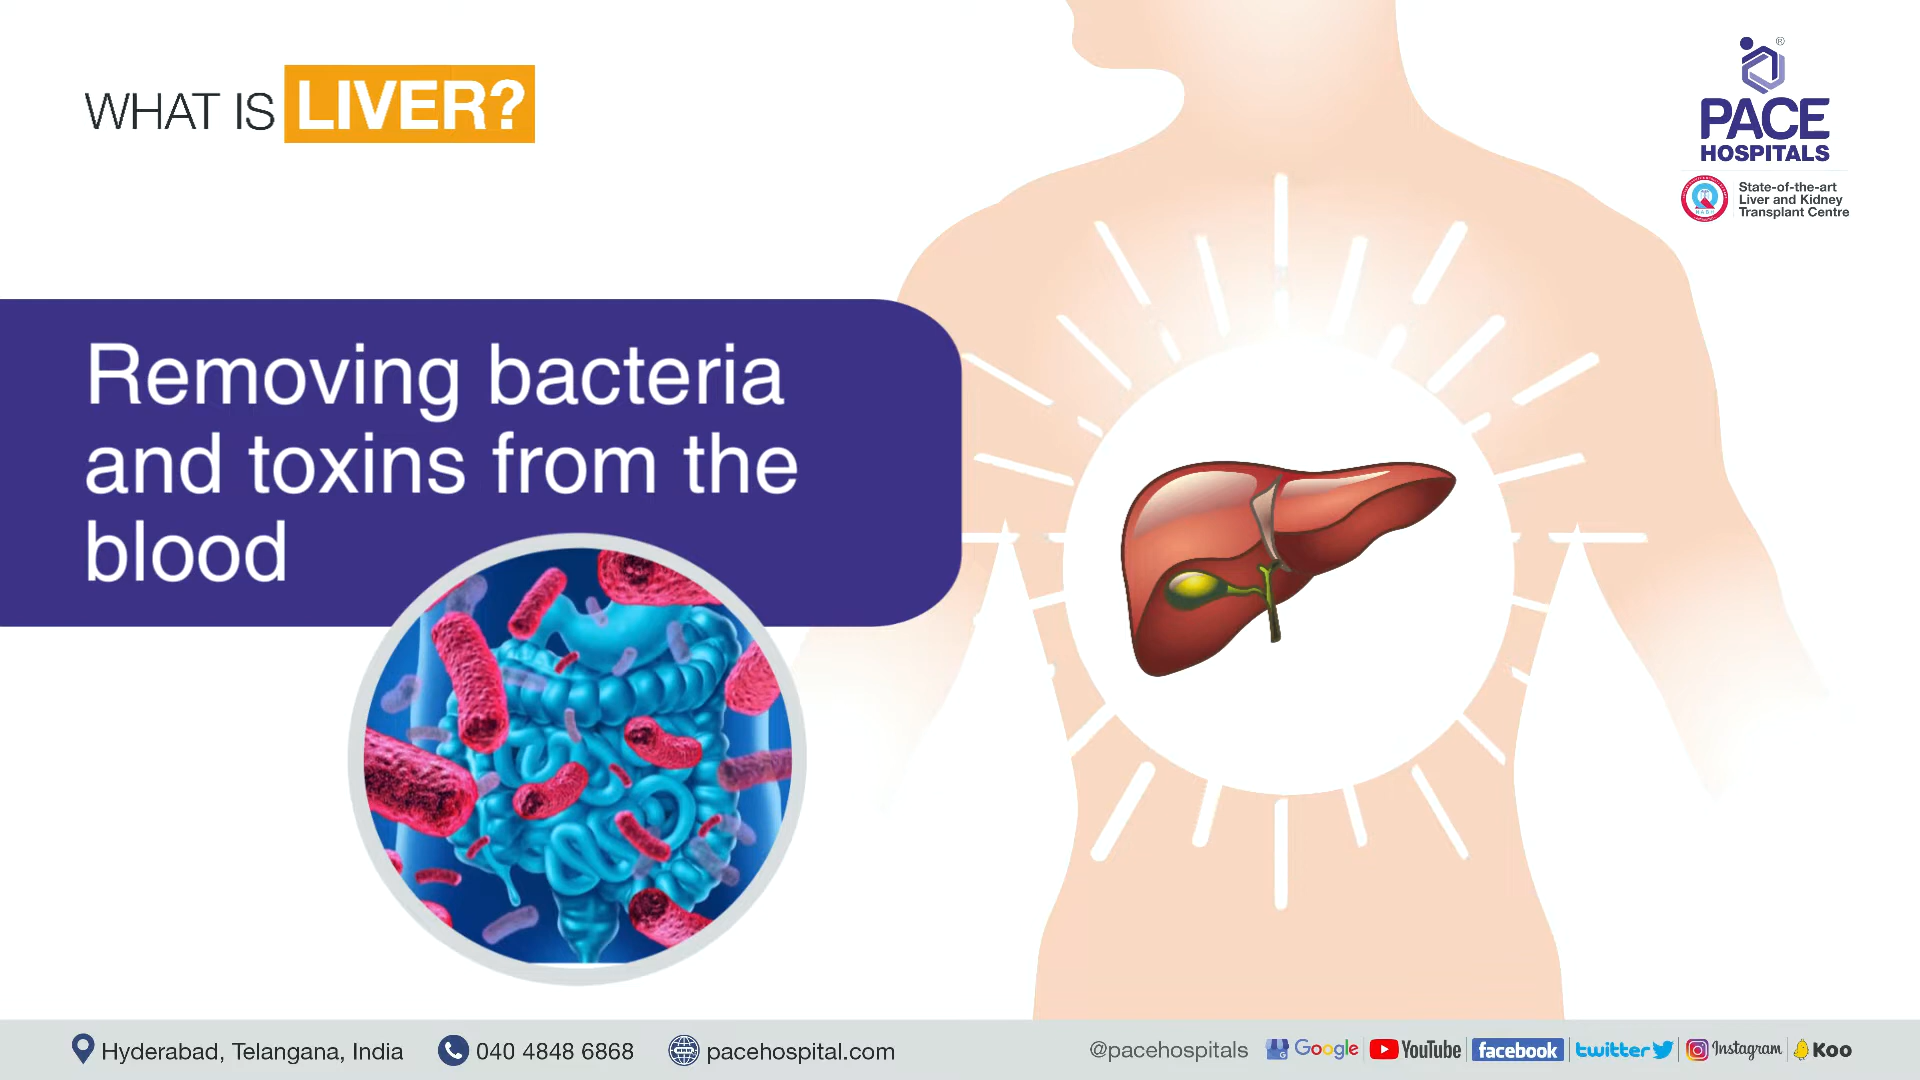 WHAT IS LIVER?
PACE
HOSPITALS
State-of-the-art
Liver and Kidney
Transplant Centre
Removing bacteria
and toxins from the
blood
Hyderabad, Telangana, India 040 4848 6868 pacehospital.com @pacehospitals Google YouTube facebook twitter Instagram Koo